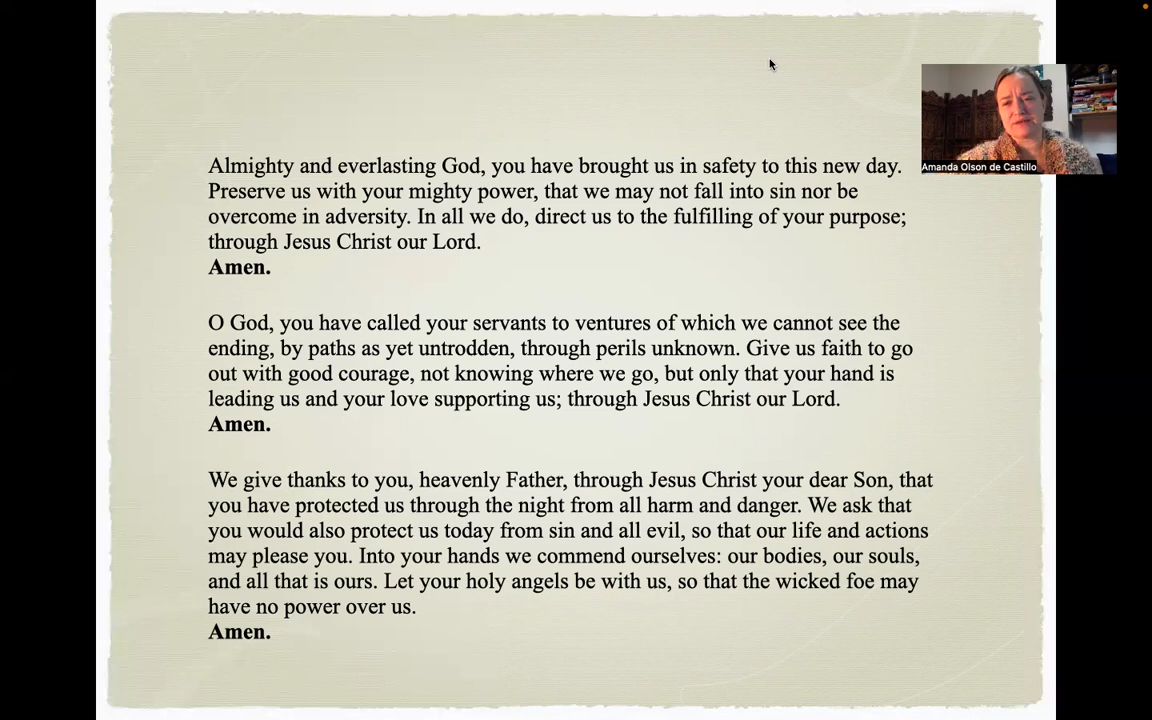 Almighty and everlasting God, you have brought us in safety to this new day.
Preserve us with your mighty power, that we may not fall into sin nor be
overcome in adversity. In all we do, direct us to the fulfilling of your purpose;
through Jesus Christ our Lord.
Amen.
O God, you have called your servants to ventures of which we cannot see the
ending, by paths as yet untrodden, through perils unknown. Give us faith to go
out with good courage, not knowing where we go, but only that your hand is
leading us and your love supporting us; through Jesus Christ our Lord.
Amen.
We give thanks to you, heavenly Father, through Jesus Christ your dear Son, that
you have protected us through the night from all harm and danger. We ask that
you would also protect us today from sin and all evil, so that our life and actions
may please you. Into your hands we commend ourselves: our bodies, our souls,
and all that is ours. Let your holy angels be with us, so that the wicked foe may
have no power over us.
Amen.
Amanda Olson de Castillo